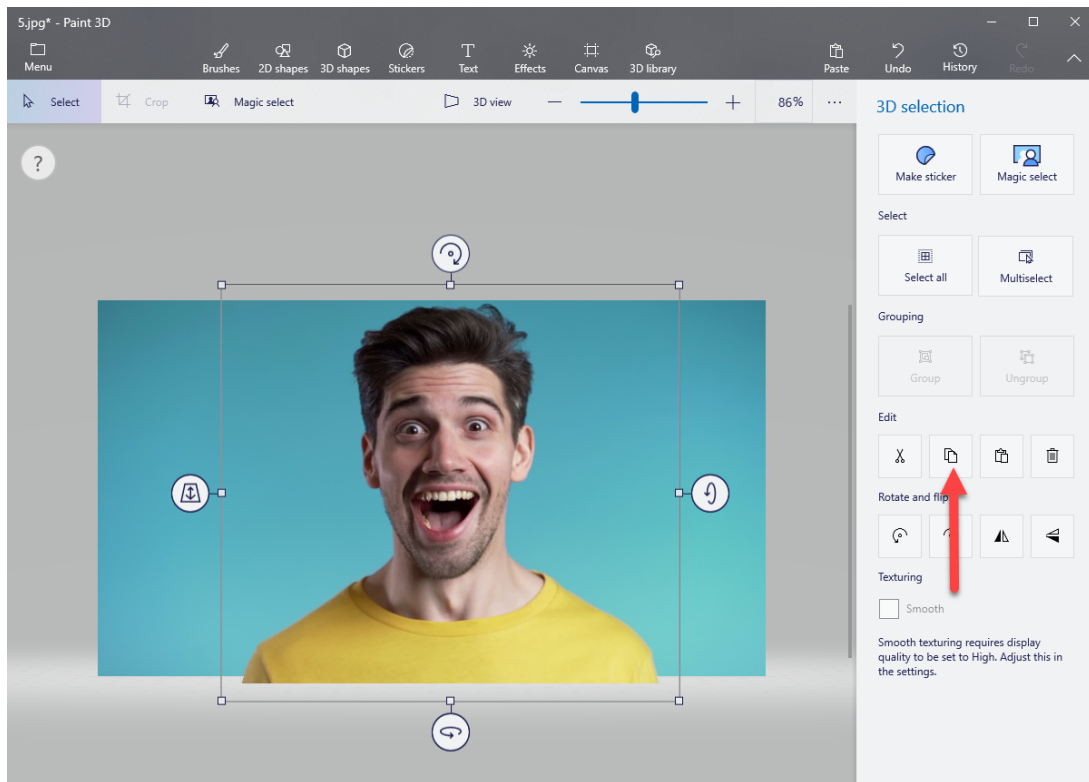 5.jpg* - Paint 3D
Menu
Brushes
2D shapes
3D shapes
Stickers
Text
Effects
Canvas
3D library
Paste
Undo
History
Redo
Select
Crop
Magic select
3D view
86%
3D selection
?
Make sticker
Magic select
Select
Select all
Multiselect
Grouping
Group
Ungroup
Edit
Rotate and flip
Texturing
Smooth
Smooth texturing requires display
quality to be set to High. Adjust this in
the settings.